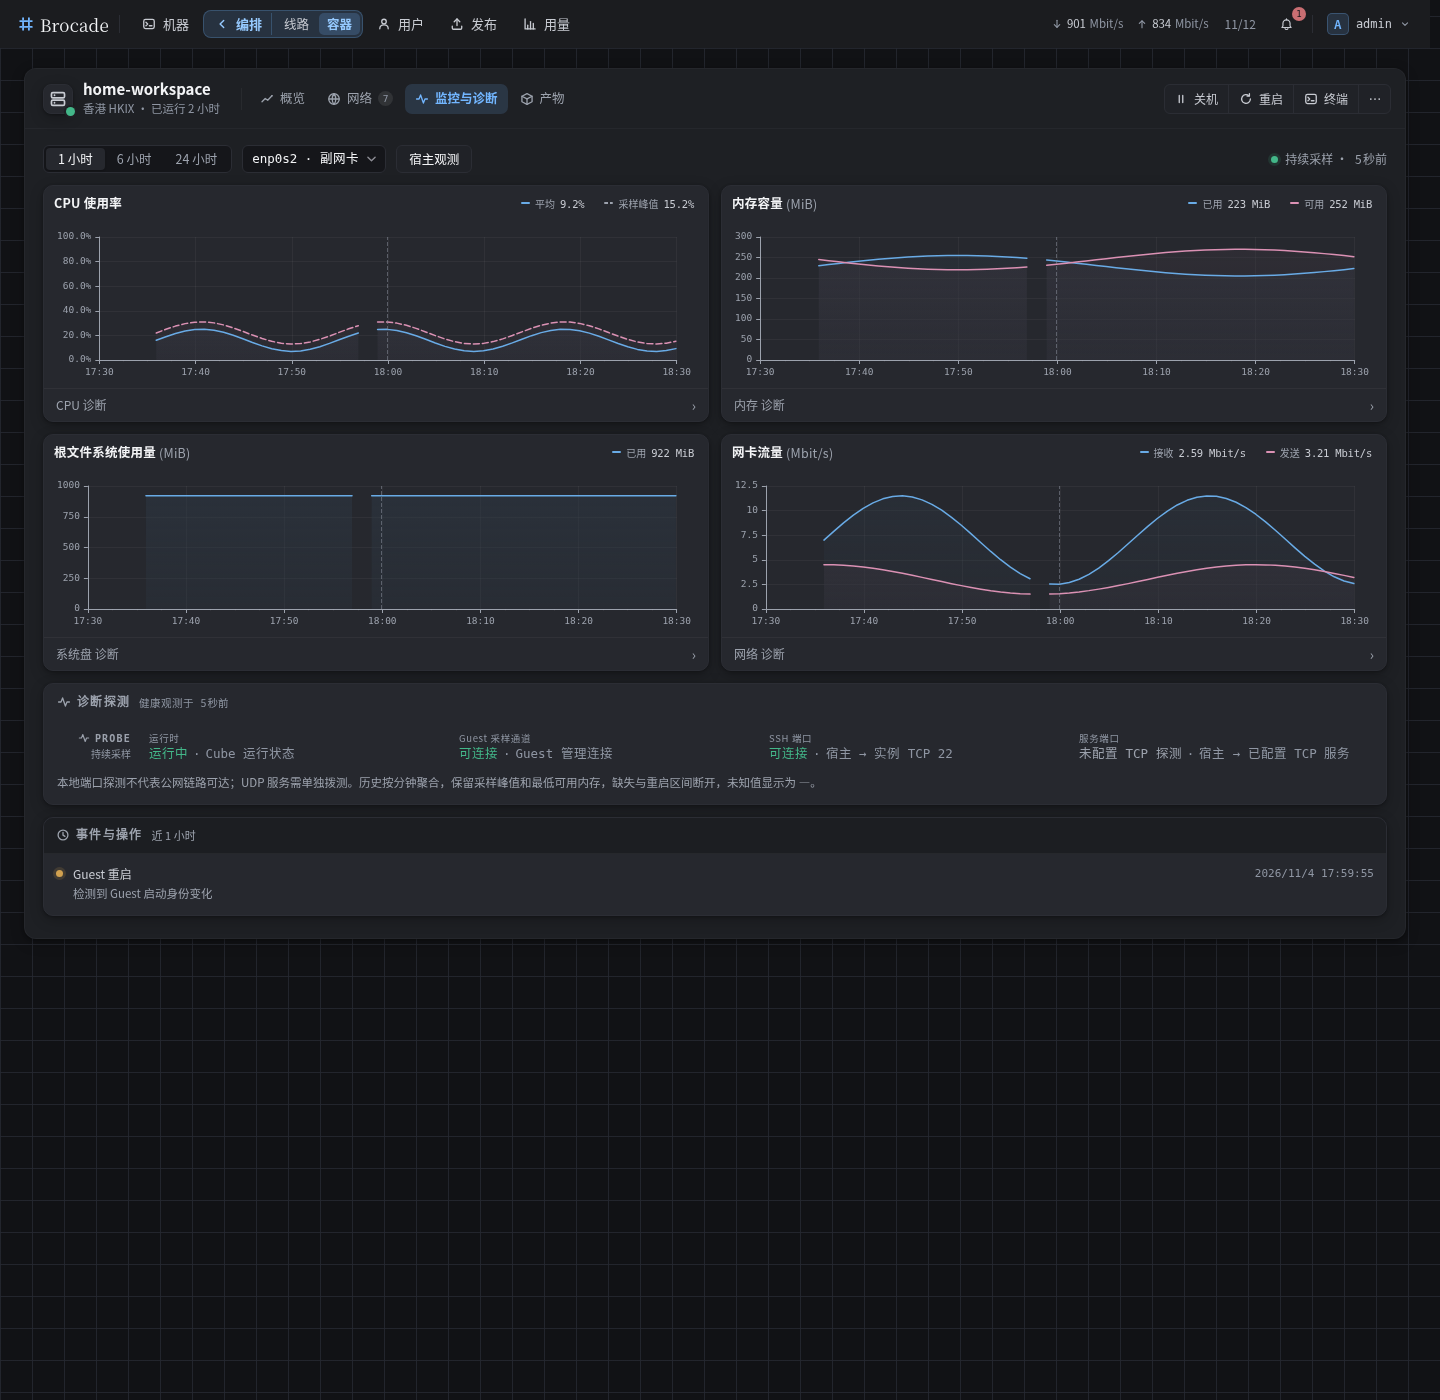 Brocade 机器 编排 线路 容器 用户 发布 用量 ↓ 901 Mbit/s ↑ 834 Mbit/s 11/12 1 A admin
home-workspace
香港 HKIX · 已运行 2 小时
概览 网络 7 监控与诊断 产物 关机 重启 终端 ···
1 小时 6 小时 24 小时 enp0s2 · 副网卡 宿主观测 持续采样 · 5秒前
CPU 使用率 平均 9.2% 采样峰值 15.2%
100.0%
80.0%
60.0%
40.0%
20.0%
0.0%
17:30 17:40 17:50 18:00 18:10 18:20 18:30
CPU 诊断 ›
内存容量 (MiB) 已用 223 MiB 可用 252 MiB
300
250
200
150
100
50
0
17:30 17:40 17:50 18:00 18:10 18:20 18:30
内存 诊断 ›
根文件系统使用量 (MiB) 已用 922 MiB
1000
750
500
250
0
17:30 17:40 17:50 18:00 18:10 18:20 18:30
系统盘 诊断 ›
网卡流量 (Mbit/s) 接收 2.59 Mbit/s 发送 3.21 Mbit/s
12.5
10
7.5
5
2.5
0
17:30 17:40 17:50 18:00 18:10 18:20 18:30
网络 诊断 ›
诊断探测 健康观测于 5秒前
PROBE 运行时 Guest 采样通道 SSH 端口 服务端口
持续采样 运行中 · Cube 运行状态 可连接 · Guest 管理连接 可连接 · 宿主 → 实例 TCP 22 未配置 TCP 探测 · 宿主 → 已配置 TCP 服务
本地端口探测不代表公网链路可达；UDP 服务需单独拨测。历史按分钟聚合，保留采样峰值和最低可用内存，缺失与重启区间断开，未知值显示为 —。
事件与操作 近 1 小时
Guest 重启 2026/11/4 17:59:55
检测到 Guest 启动身份变化